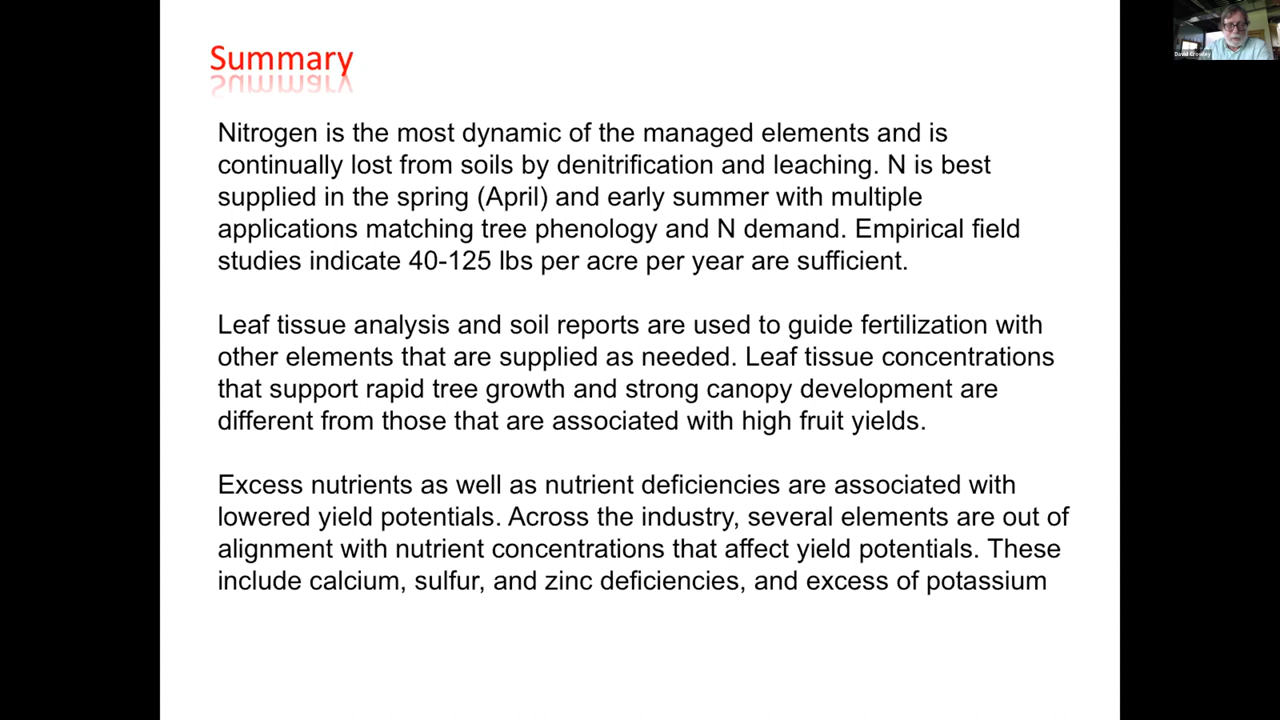 Summary
Nitrogen is the most dynamic of the managed elements and is
continually lost from soils by denitrification and leaching. N is best
supplied in the spring (April) and early summer with multiple
applications matching tree phenology and N demand. Empirical field
studies indicate 40-125 lbs per acre per year are sufficient.
Leaf tissue analysis and soil reports are used to guide fertilization with
other elements that are supplied as needed. Leaf tissue concentrations
that support rapid tree growth and strong canopy development are
different from those that are associated with high fruit yields.
Excess nutrients as well as nutrient deficiencies are associated with
lowered yield potentials. Across the industry, several elements are out of
alignment with nutrient concentrations that affect yield potentials. These
include calcium, sulfur, and zinc deficiencies, and excess of potassium
David Crowley